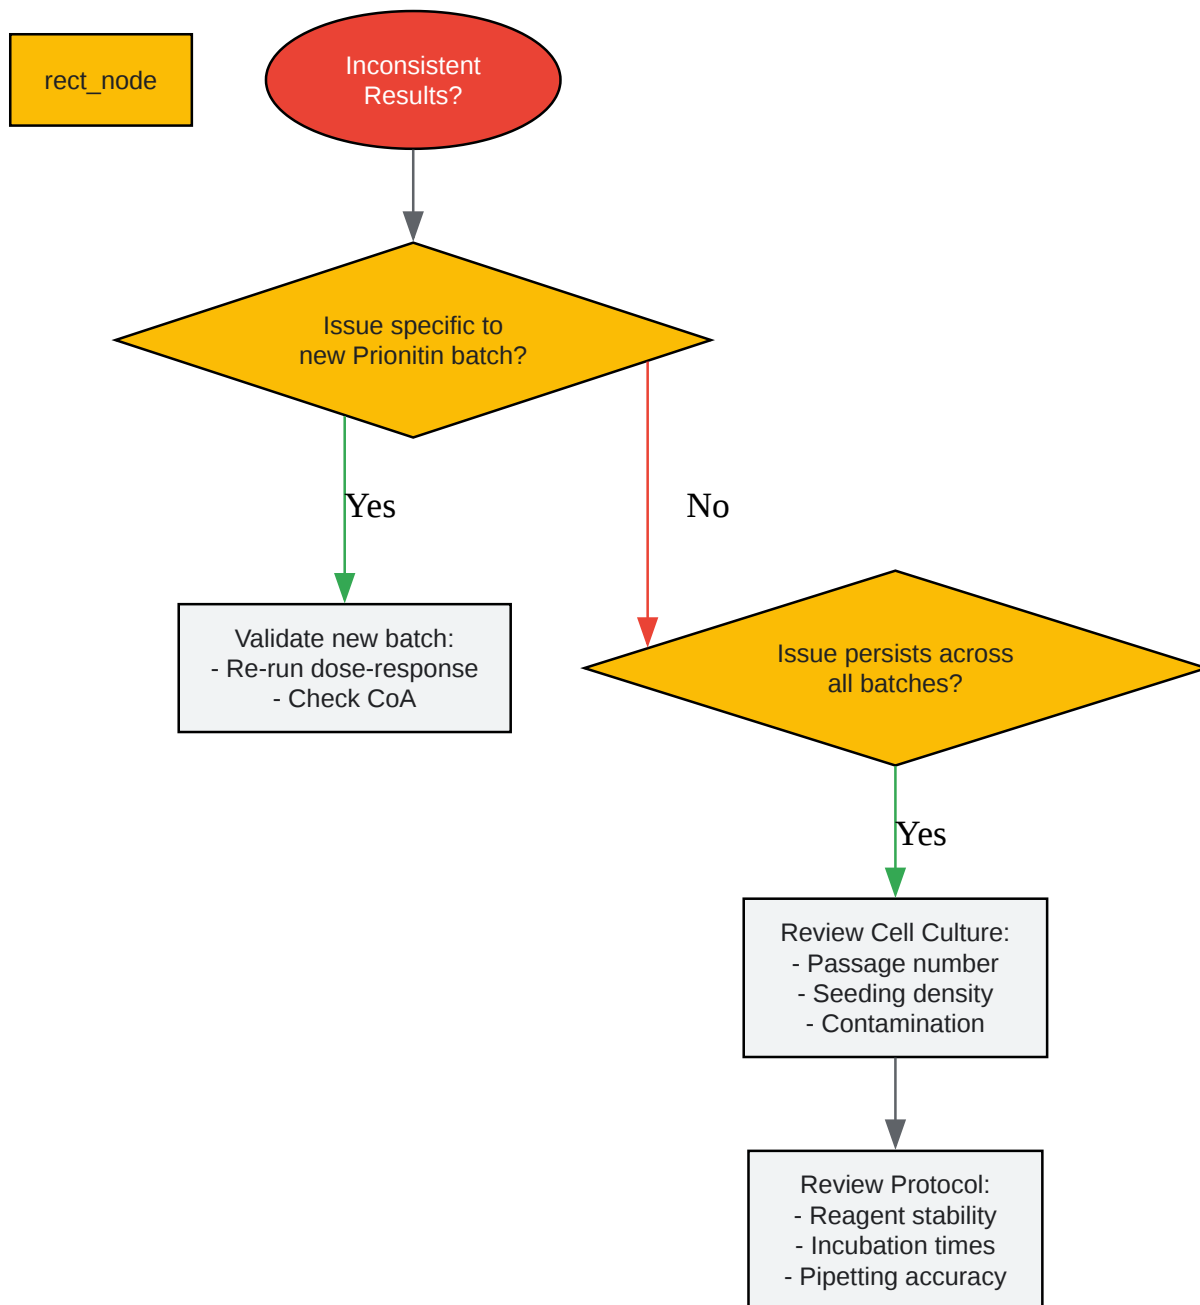 rect_node
Inconsistent
Results?
Issue specific to
new Prionitin batch?
Yes
No
Validate new batch:
- Re-run dose-response
- Check CoA
Issue persists across
all batches?
Yes
Review Cell Culture:
- Passage number
- Seeding density
- Contamination
Review Protocol:
- Reagent stability
- Incubation times
- Pipetting accuracy